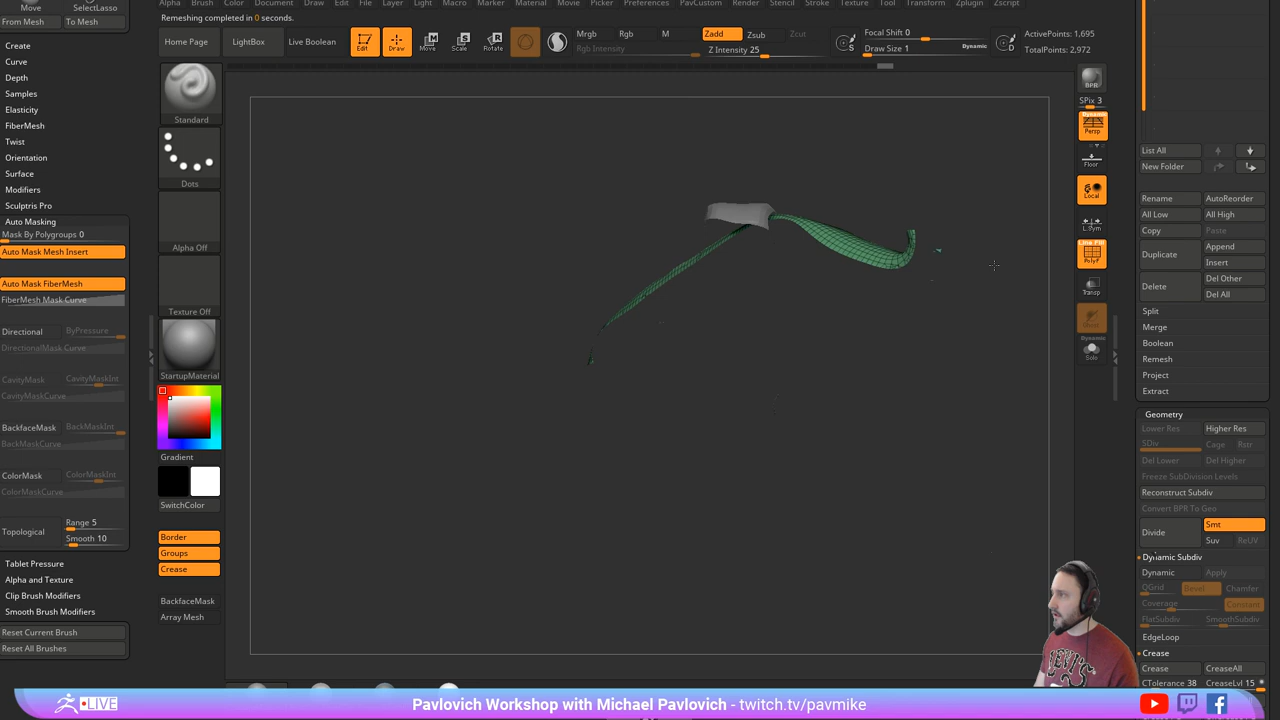 Alpha Brush Color Document Draw Edit File Layer Light Macro Marker Material Movie Picker Preferences PavCustom Render Stencil Stroke Texture Tool Transform Zplugin Zscript
Move SelectLasso
From Mesh To Mesh
Create
Curve
Depth
Samples
Elasticity
FiberMesh
Twist
Orientation
Surface
Modifiers
Sculptris Pro
Auto Masking
Mask By Polygroups 0
Auto Mask Mesh Insert
Auto Mask FiberMesh
FiberMesh Mask Curve
Directional ByPressure
DirectionalMask Curve
CavityMask CavityMaskInt
CavityMaskCurve
BackfaceMask BackMaskInt
BackMaskCurve
ColorMask ColorMaskInt
ColorMaskCurve
Topological Range 5
Smooth 10
Tablet Pressure
Alpha and Texture
Clip Brush Modifiers
Smooth Brush Modifiers
Reset Current Brush
Reset All Brushes
Remeshing completed in 0 seconds.
Home Page LightBox Live Boolean Edit Draw Move Scale Rotate
Mrgb Rgb M
Rgb Intensity
Zadd Zsub Zcut
Z Intensity 25
S
Focal Shift 0
Draw Size 1 Dynamic
D
ActivePoints: 1,695
TotalPoints: 2,972
Standard
Dots
Alpha Off
Texture Off
StartupMaterial
Gradient
SwitchColor
Border
Groups
Crease
BackfaceMask
Array Mesh
BPR
SPix 3
Dynamic
Persp
Floor
Local
L.Sym
Line Fill
PolyF
Transp
Ghost
Dynamic
Solo
List All
New Folder
Rename AutoReorder
All Low All High
Copy Paste
Duplicate Append
Insert
Delete Del Other
Del All
Split
Merge
Boolean
Remesh
Project
Extract
Geometry
Lower Res Higher Res
SDiv Cage Rstr
Del Lower Del Higher
Freeze SubDivision Levels
Reconstruct Subdiv
Convert BPR To Geo
Divide Smt
Suv ReUV
Dynamic Subdiv
Dynamic Apply
QGrid Bevel Chamfer
Coverage Constant
FlatSubdiv SmoothSubdiv
EdgeLoop
Crease
Crease CreaseAll
CTolerance 38 CreaseLvl 15
LEVI'S
LIVE
Pavlovich Workshop with Michael Pavlovich - twitch.tv/pavmike